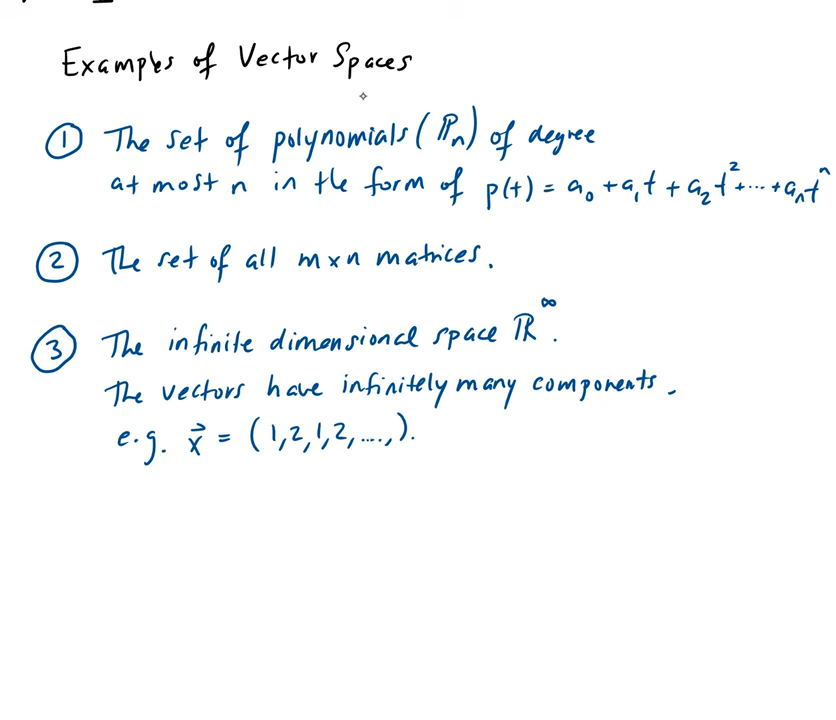 Examples of Vector Spaces
① The set of polynomials (ℙₙ) of degree
at most n in the form of p(t) = a₀ + a₁t + a₂t² + ... + aₙtⁿ
② The set of all m x n matrices.
③ The infinite dimensional space ℝ^∞.
The vectors have infinitely many components.
e.g. x⃗ = (1,2,1,2,....,).